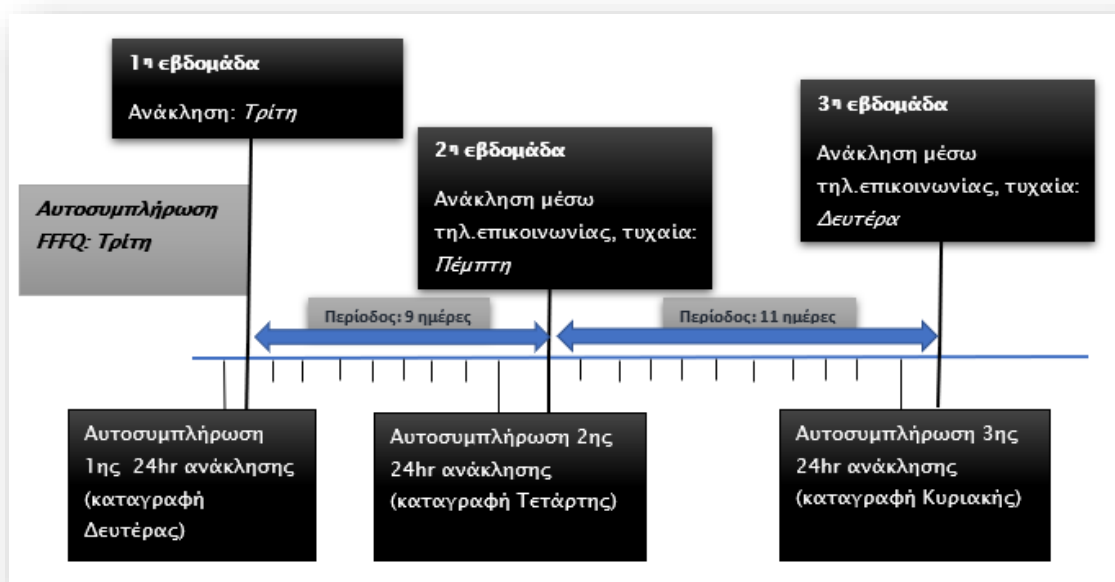 1η εβδομάδα
Ανάκληση: Τρίτη
Αυτοσυμπλήρωση
FFFQ: Τρίτη
2η εβδομάδα
Ανάκληση μέσω
τηλ.επικοινωνίας, τυχαία:
Πέμπτη
3η εβδομάδα
Ανάκληση μέσω
τηλ.επικοινωνίας, τυχαία:
Δευτέρα
Περίοδος: 9 ημέρες
Περίοδος: 11 ημέρες
Αυτοσυμπλήρωση
1ης 24hr ανάκλησης
(καταγραφή
Δευτέρας)
Αυτοσυμπλήρωση 2ης
24hr ανάκλησης
(καταγραφή Τετάρτης)
Αυτοσυμπλήρωση 3ης
24hr ανάκλησης
(καταγραφή Κυριακής)